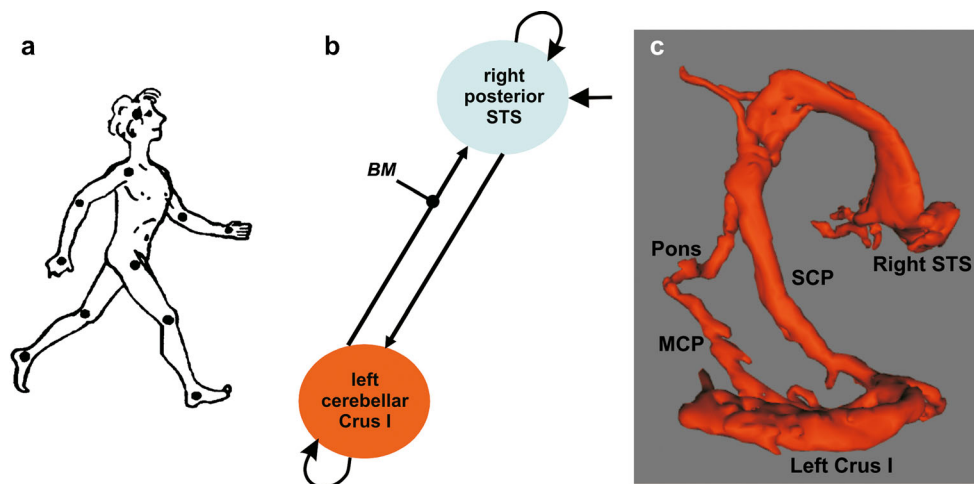 a
b
right
posterior
STS
BM
left
cerebellar
Crus I
c
Pons
SCP
Right STS
MCP
Left Crus I